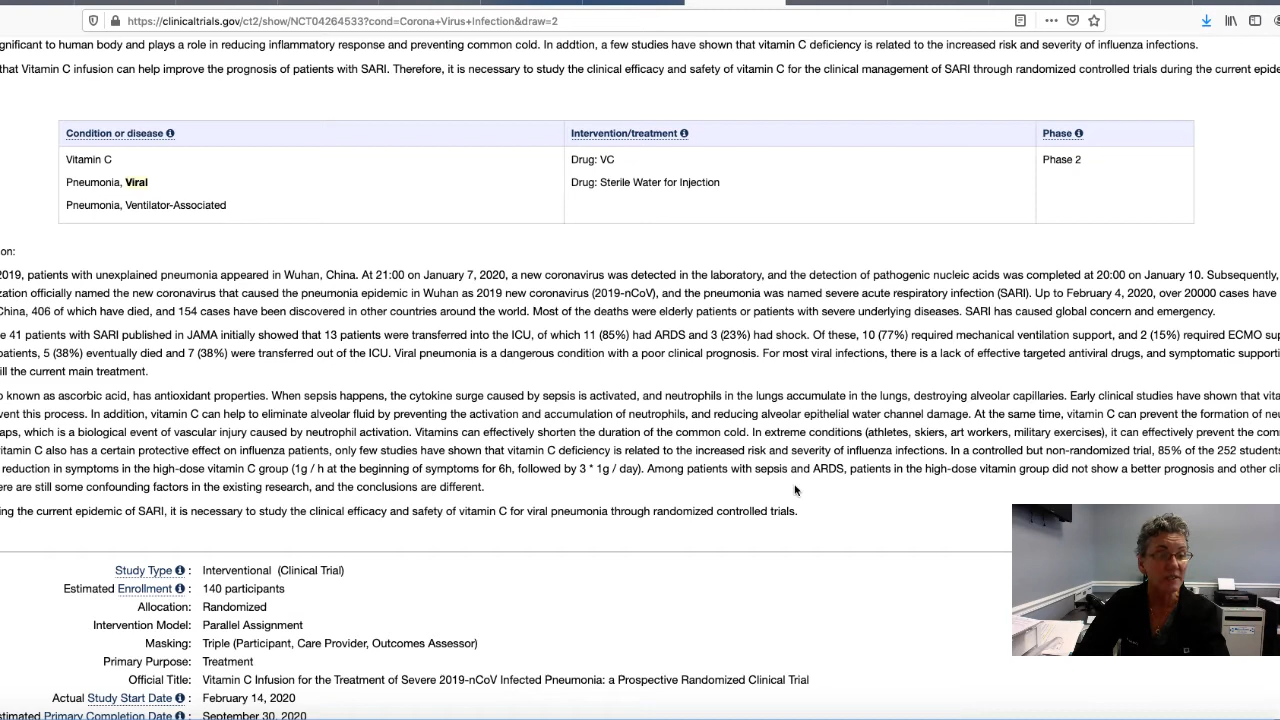 https://clinicaltrials.gov/ct2/show/NCT04264533?cond=Corona+Virus+Infection&draw=2
gnificant to human body and plays a role in reducing inflammatory response and preventing common cold. In addtion, a few studies have shown that vitamin C deficiency is related to the increased risk and severity of influenza infections.
that Vitamin C infusion can help improve the prognosis of patients with SARI. Therefore, it is necessary to study the clinical efficacy and safety of vitamin C for the clinical management of SARI through randomized controlled trials during the current epide
Condition or disease Intervention/treatment Phase
Vitamin C Drug: VC Phase 2
Pneumonia, Viral Drug: Sterile Water for Injection
Pneumonia, Ventilator-Associated
on:
2019, patients with unexplained pneumonia appeared in Wuhan, China. At 21:00 on January 7, 2020, a new coronavirus was detected in the laboratory, and the detection of pathogenic nucleic acids was completed at 20:00 on January 10. Subsequently,
zation officially named the new coronavirus that caused the pneumonia epidemic in Wuhan as 2019 new coronavirus (2019-nCoV), and the pneumonia was named severe acute respiratory infection (SARI). Up to February 4, 2020, over 20000 cases have
China, 406 of which have died, and 154 cases have been discovered in other countries around the world. Most of the deaths were elderly patients or patients with severe underlying diseases. SARI has caused global concern and emergency.
e 41 patients with SARI published in JAMA initially showed that 13 patients were transferred into the ICU, of which 11 (85%) had ARDS and 3 (23%) had shock. Of these, 10 (77%) required mechanical ventilation support, and 2 (15%) required ECMO su
patients, 5 (38%) eventually died and 7 (38%) were transferred out of the ICU. Viral pneumonia is a dangerous condition with a poor clinical prognosis. For most viral infections, there is a lack of effective targeted antiviral drugs, and symptomatic supporti
ill the current main treatment.
o known as ascorbic acid, has antioxidant properties. When sepsis happens, the cytokine surge caused by sepsis is activated, and neutrophils in the lungs accumulate in the lungs, destroying alveolar capillaries. Early clinical studies have shown that vita
vent this process. In addition, vitamin C can help to eliminate alveolar fluid by preventing the activation and accumulation of neutrophils, and reducing alveolar epithelial water channel damage. At the same time, vitamin C can prevent the formation of neu
aps, which is a biological event of vascular injury caused by neutrophil activation. Vitamins can effectively shorten the duration of the common cold. In extreme conditions (athletes, skiers, art workers, military exercises), it can effectively prevent the com
vitamin C also has a certain protective effect on influenza patients, only few studies have shown that vitamin C deficiency is related to the increased risk and severity of influenza infections. In a controlled but non-randomized trial, 85% of the 252 students
reduction in symptoms in the high-dose vitamin C group (1g / h at the beginning of symptoms for 6h, followed by 3 * 1g / day). Among patients with sepsis and ARDS, patients in the high-dose vitamin group did not show a better prognosis and other cli
ere are still some confounding factors in the existing research, and the conclusions are different.
ing the current epidemic of SARI, it is necessary to study the clinical efficacy and safety of vitamin C for viral pneumonia through randomized controlled trials.
Study Type : Interventional (Clinical Trial)
Estimated Enrollment : 140 participants
Allocation: Randomized
Intervention Model: Parallel Assignment
Masking: Triple (Participant, Care Provider, Outcomes Assessor)
Primary Purpose: Treatment
Official Title: Vitamin C Infusion for the Treatment of Severe 2019-nCoV Infected Pneumonia: a Prospective Randomized Clinical Trial
Actual Study Start Date : February 14, 2020
Estimated Primary Completion Date : September 30, 2020